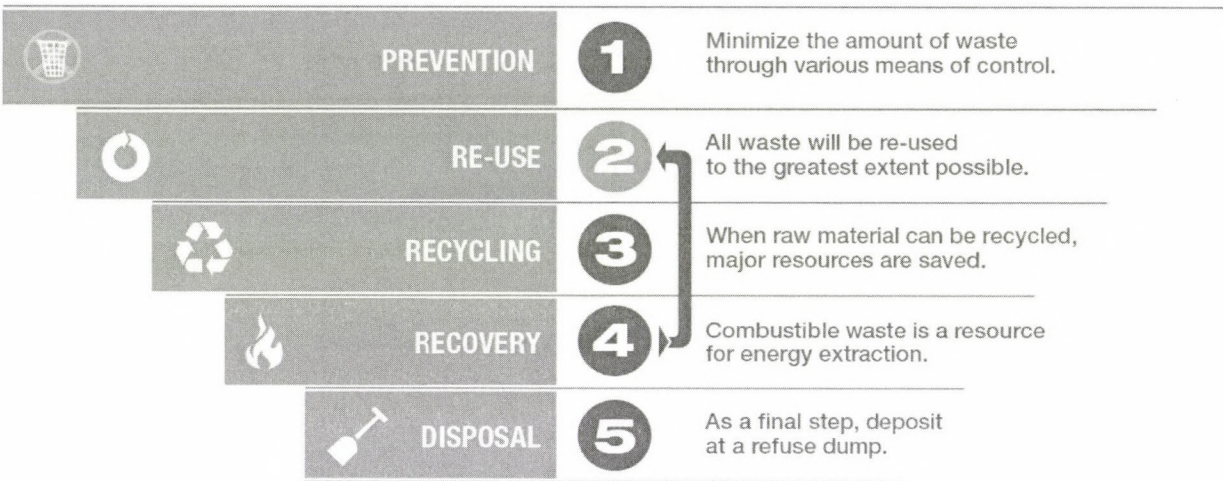 PREVENTION
1
Minimize the amount of waste
through various means of control.
RE-USE
2
All waste will be re-used
to the greatest extent possible.
RECYCLING
3
When raw material can be recycled,
major resources are saved.
RECOVERY
4
Combustible waste is a resource
for energy extraction.
DISPOSAL
5
As a final step, deposit
at a refuse dump.